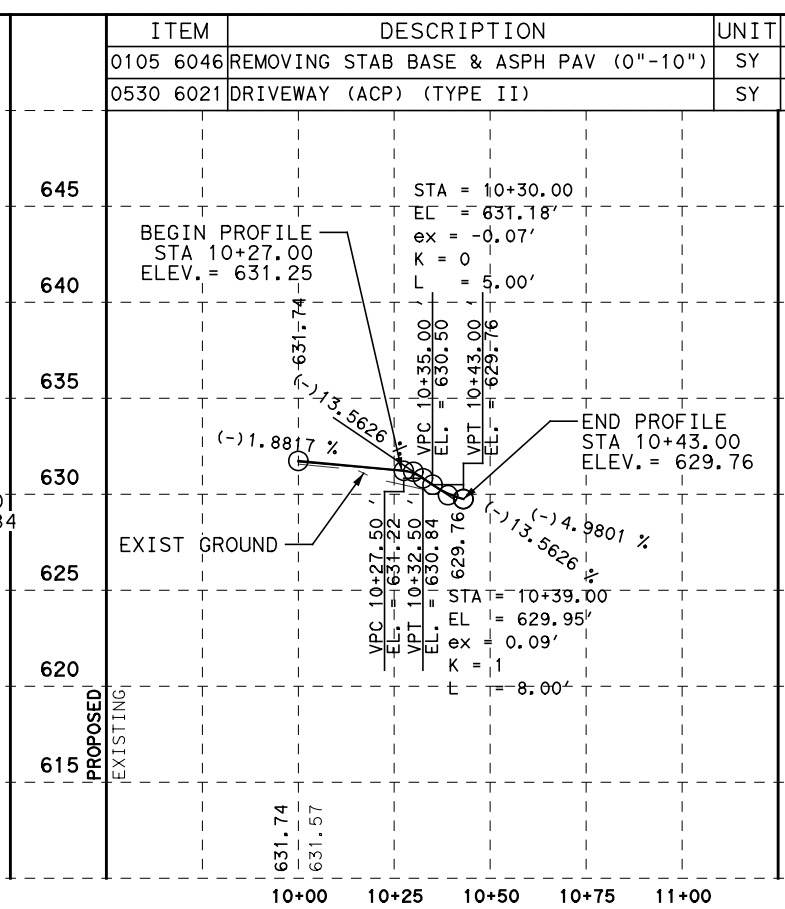 ITEM DESCRIPTION UNIT
0105 6046 REMOVING STAB BASE & ASPH PAV (0"-10") SY
0530 6021 DRIVEWAY (ACP) (TYPE II) SY
645
640
635
630
625
620
615
PROPOSED
EXISTING
STA = 10+30.00
EL = 631.18'
ex = -0.07'
K = 0
L = 5.00'
BEGIN PROFILE
STA 10+27.00
ELEV.= 631.25
631.74
(-)13.5626 %
(-)1.8817 %
VPC 10+35.00'
EL. = 630.50
VPT 10+43.00'
EL. = 629.76
END PROFILE
STA 10+43.00
ELEV.= 629.76
EXIST GROUND
VPC 10+27.50'
EL. = 631.22
VPT 10+32.50'
EL. = 630.84
629.76
(-)4.9801 %
(-)13.5626 %
STA = 10+39.00
EL = 629.95'
ex = 0.09'
K = 1
L = 8.00'
631.74
631.57
10+00 10+25 10+50 10+75 11+00